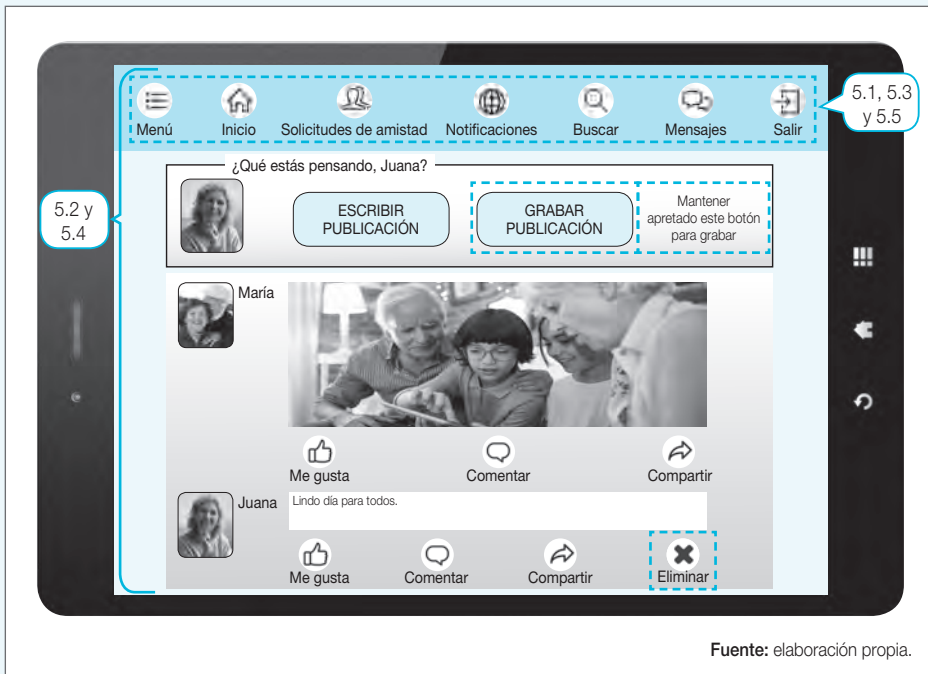 Menú Inicio Solicitudes de amistad Notificaciones Buscar Mensajes Salir
5.1, 5.3
y 5.5
¿Qué estás pensando, Juana?
5.2 y
5.4
ESCRIBIR
PUBLICACIÓN
GRABAR
PUBLICACIÓN
Mantener
apretado este botón
para grabar
María
Me gusta Comentar Compartir
Juana
Lindo día para todos.
Me gusta Comentar Compartir Eliminar
Fuente: elaboración propia.